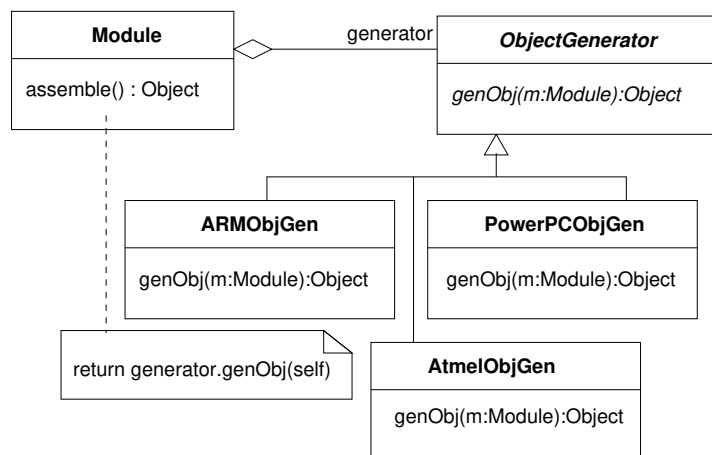 Module
generator
ObjectGenerator
assemble() : Object
genObj(m:Module):Object
ARMObjGen
PowerPCObjGen
genObj(m:Module):Object
genObj(m:Module):Object
return generator.genObj(self)
AtmelObjGen
genObj(m:Module):Object